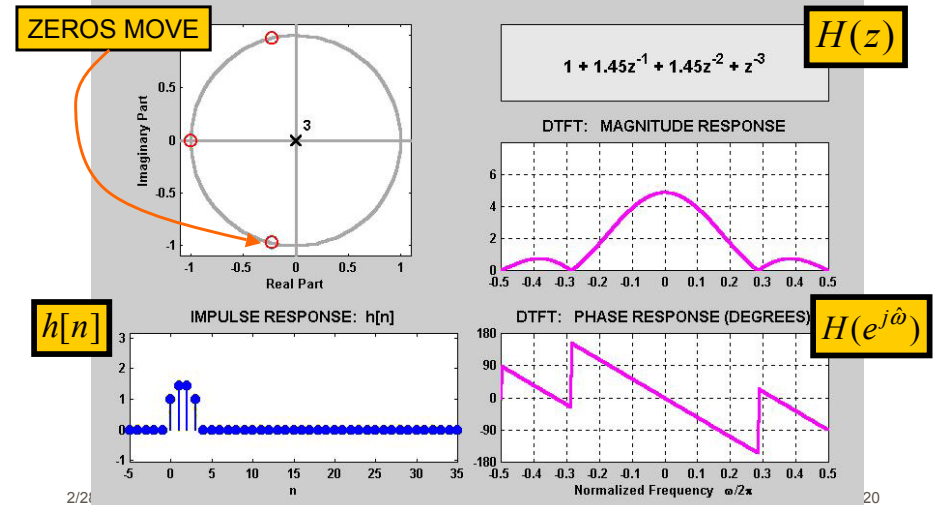 ZEROS MOVE
H(z)
1 + 1.45z^-1 + 1.45z^-2 + z^-3
0.5
0
-0.5
-1
Imaginary Part
3
-1 -0.5 0 0.5 1
Real Part
DTFT: MAGNITUDE RESPONSE
6
4
2
0
-0.5 -0.4 -0.3 -0.2 -0.1 0 0.1 0.2 0.3 0.4 0.5
h[n]
IMPULSE RESPONSE: h[n]
3
2
1
0
-1
-5 0 5 10 15 20 25 30 35
n
DTFT: PHASE RESPONSE (DEGREES)
H(e^{jω̂})
180
90
0
-90
-180
-0.5 -0.4 -0.3 -0.2 -0.1 0 0.1 0.2 0.3 0.4 0.5
Normalized Frequency ω/2π
2/28
20